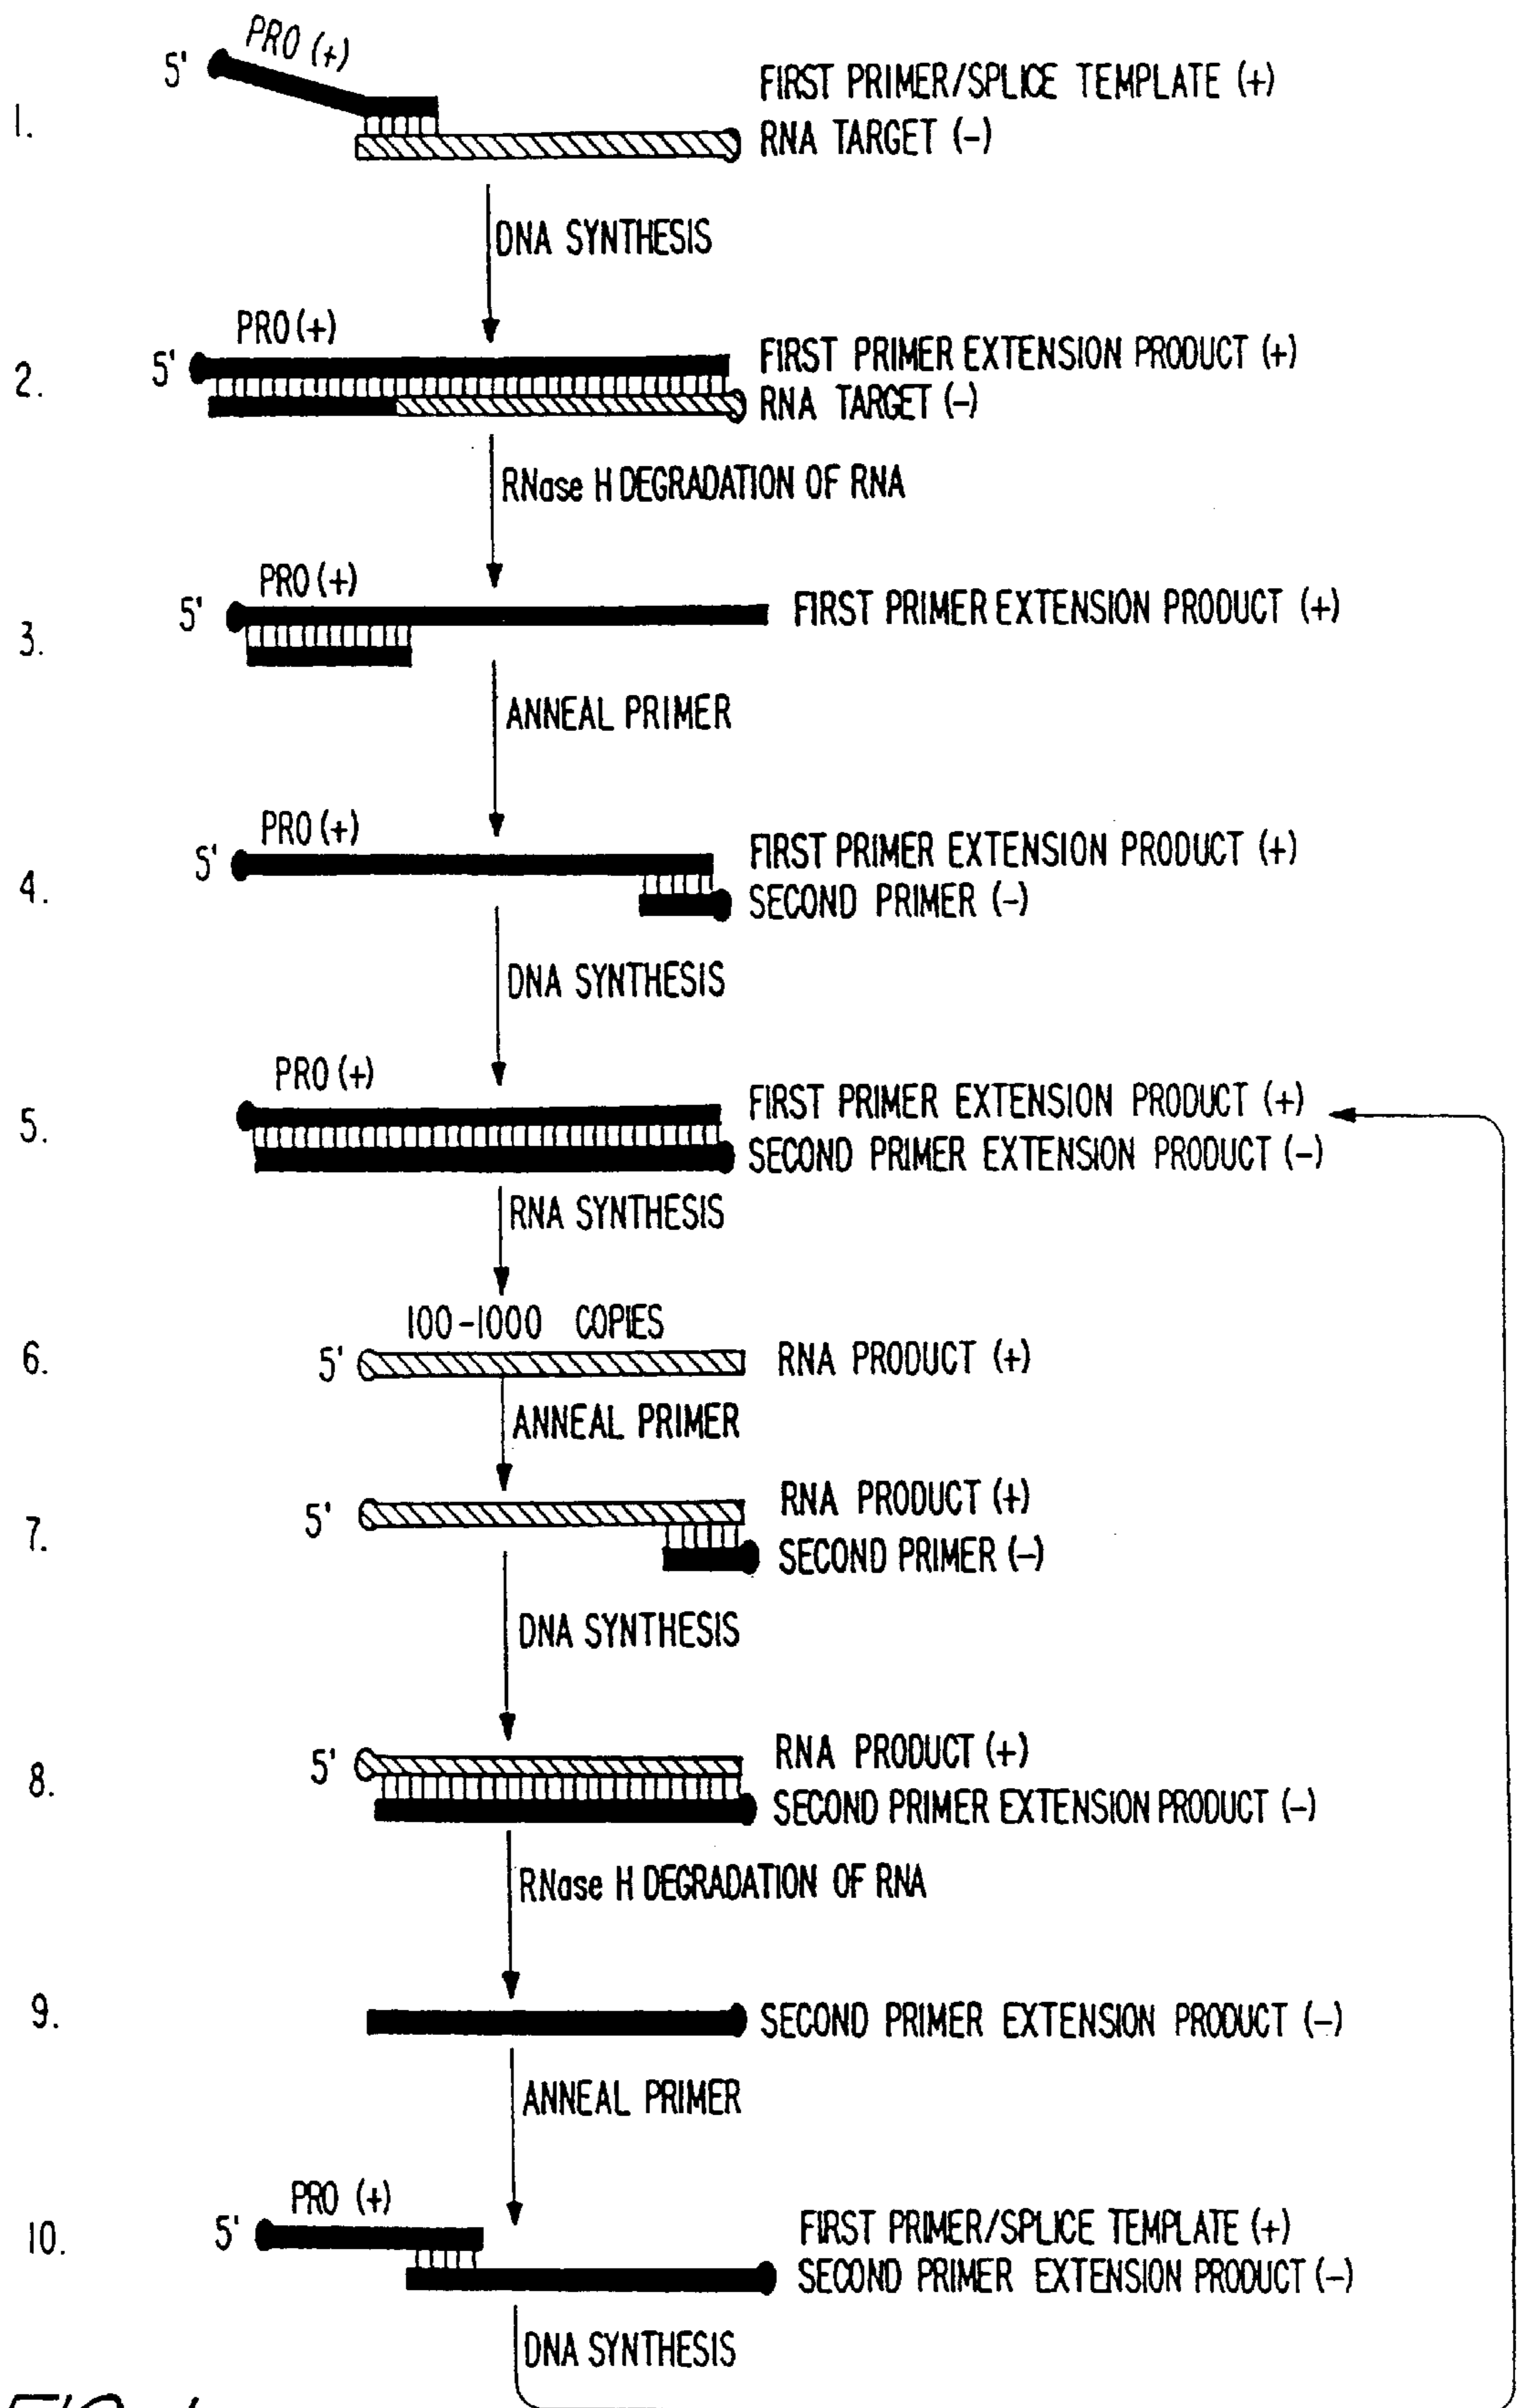 PRO (+)
5'
FIRST PRIMER/SPLICE TEMPLATE (+)
1.
RNA TARGET (-)
DNA SYNTHESIS
PRO (+)
5'
FIRST PRIMER EXTENSION PRODUCT (+)
2.
RNA TARGET (-)
RNase H DEGRADATION OF RNA
PRO (+)
5'
FIRST PRIMER EXTENSION PRODUCT (+)
3.
ANNEAL PRIMER
PRO (+)
5'
FIRST PRIMER EXTENSION PRODUCT (+)
4.
SECOND PRIMER (-)
DNA SYNTHESIS
PRO (+)
FIRST PRIMER EXTENSION PRODUCT (+)
5.
SECOND PRIMER EXTENSION PRODUCT (-)
RNA SYNTHESIS
100-1000 COPIES
6.
5'
RNA PRODUCT (+)
ANNEAL PRIMER
5'
RNA PRODUCT (+)
7.
SECOND PRIMER (-)
DNA SYNTHESIS
5'
RNA PRODUCT (+)
8.
SECOND PRIMER EXTENSION PRODUCT (-)
RNase H DEGRADATION OF RNA
9.
SECOND PRIMER EXTENSION PRODUCT (-)
ANNEAL PRIMER
PRO (+)
5'
FIRST PRIMER/SPLICE TEMPLATE (+)
10.
SECOND PRIMER EXTENSION PRODUCT (-)
DNA SYNTHESIS